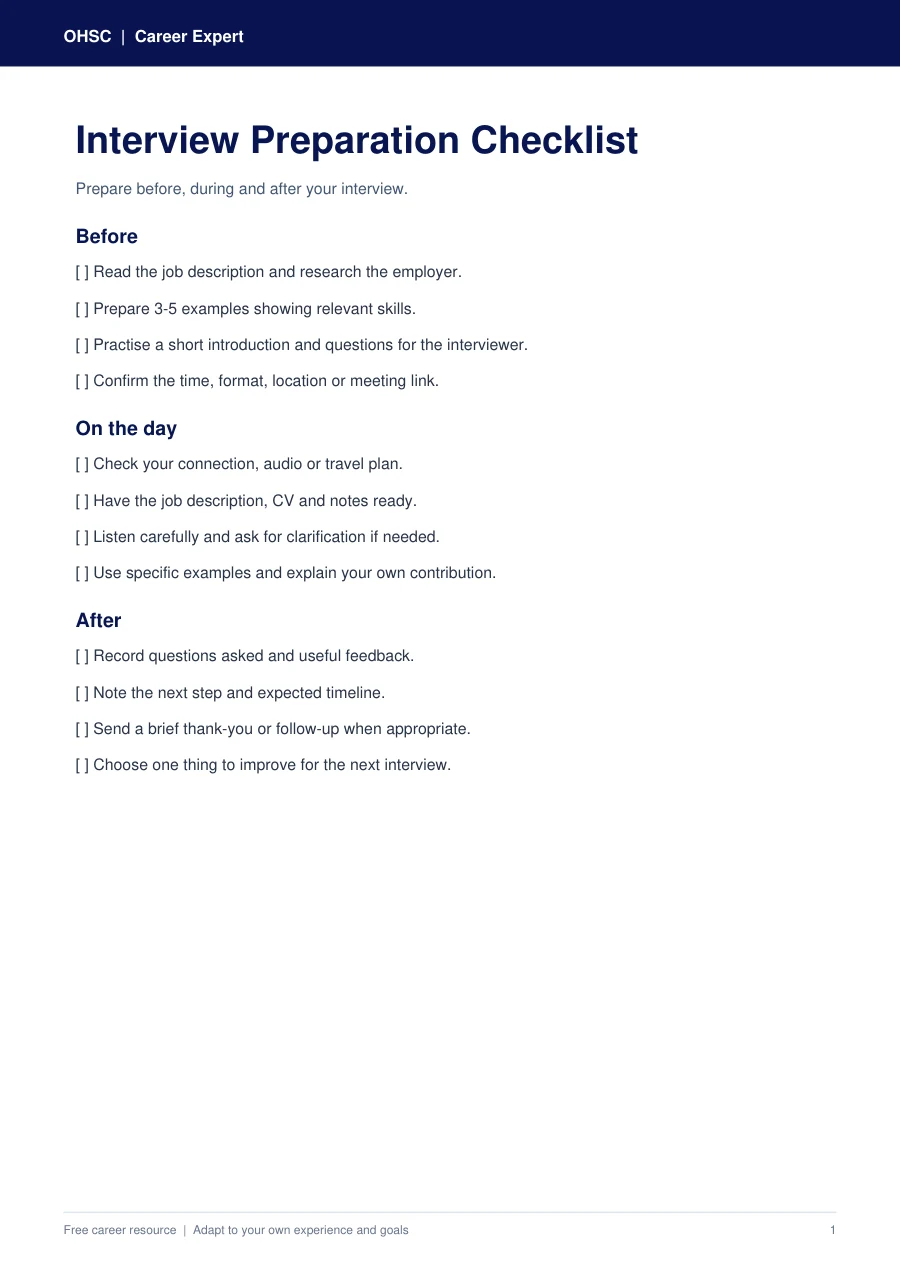 OHSC | Career Expert
Interview Preparation Checklist
Prepare before, during and after your interview.
Before
[ ] Read the job description and research the employer.
[ ] Prepare 3-5 examples showing relevant skills.
[ ] Practise a short introduction and questions for the interviewer.
[ ] Confirm the time, format, location or meeting link.
On the day
[ ] Check your connection, audio or travel plan.
[ ] Have the job description, CV and notes ready.
[ ] Listen carefully and ask for clarification if needed.
[ ] Use specific examples and explain your own contribution.
After
[ ] Record questions asked and useful feedback.
[ ] Note the next step and expected timeline.
[ ] Send a brief thank-you or follow-up when appropriate.
[ ] Choose one thing to improve for the next interview.
Free career resource | Adapt to your own experience and goals 1